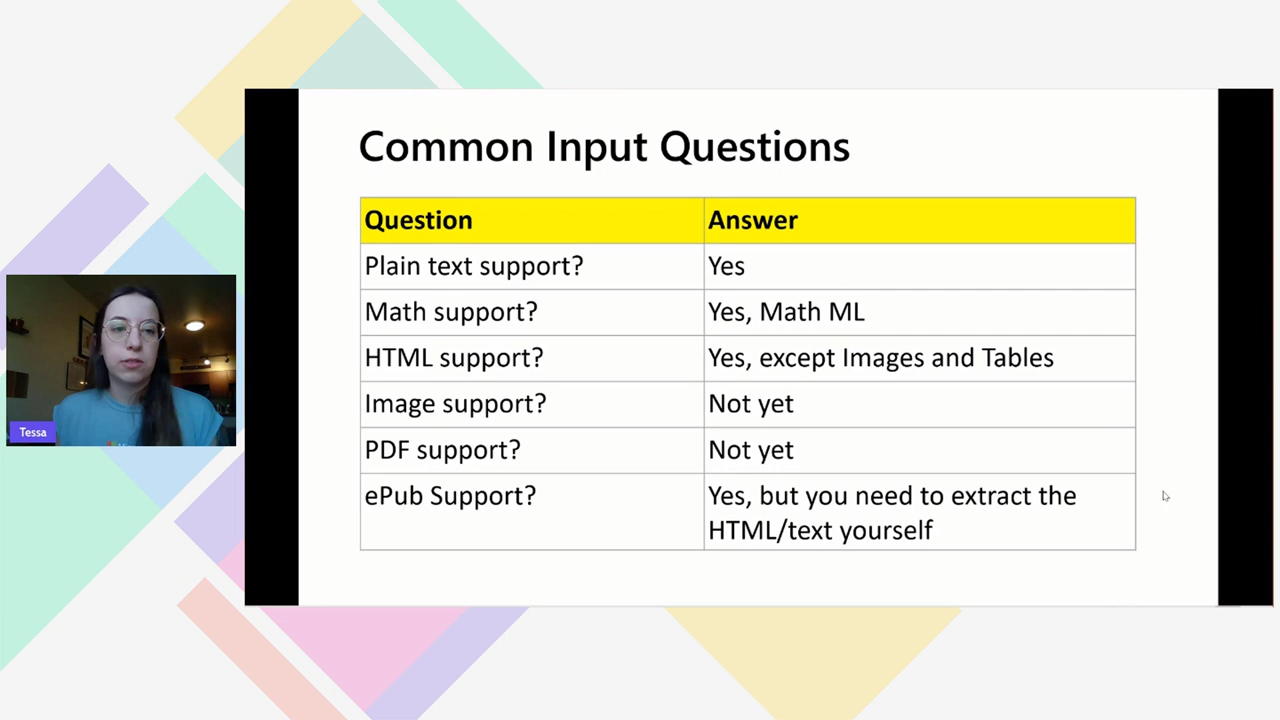 Common Input Questions
Question Answer
Plain text support? Yes
Math support? Yes, Math ML
HTML support? Yes, except Images and Tables
Image support? Not yet
PDF support? Not yet
ePub Support? Yes, but you need to extract the
HTML/text yourself
Tessa